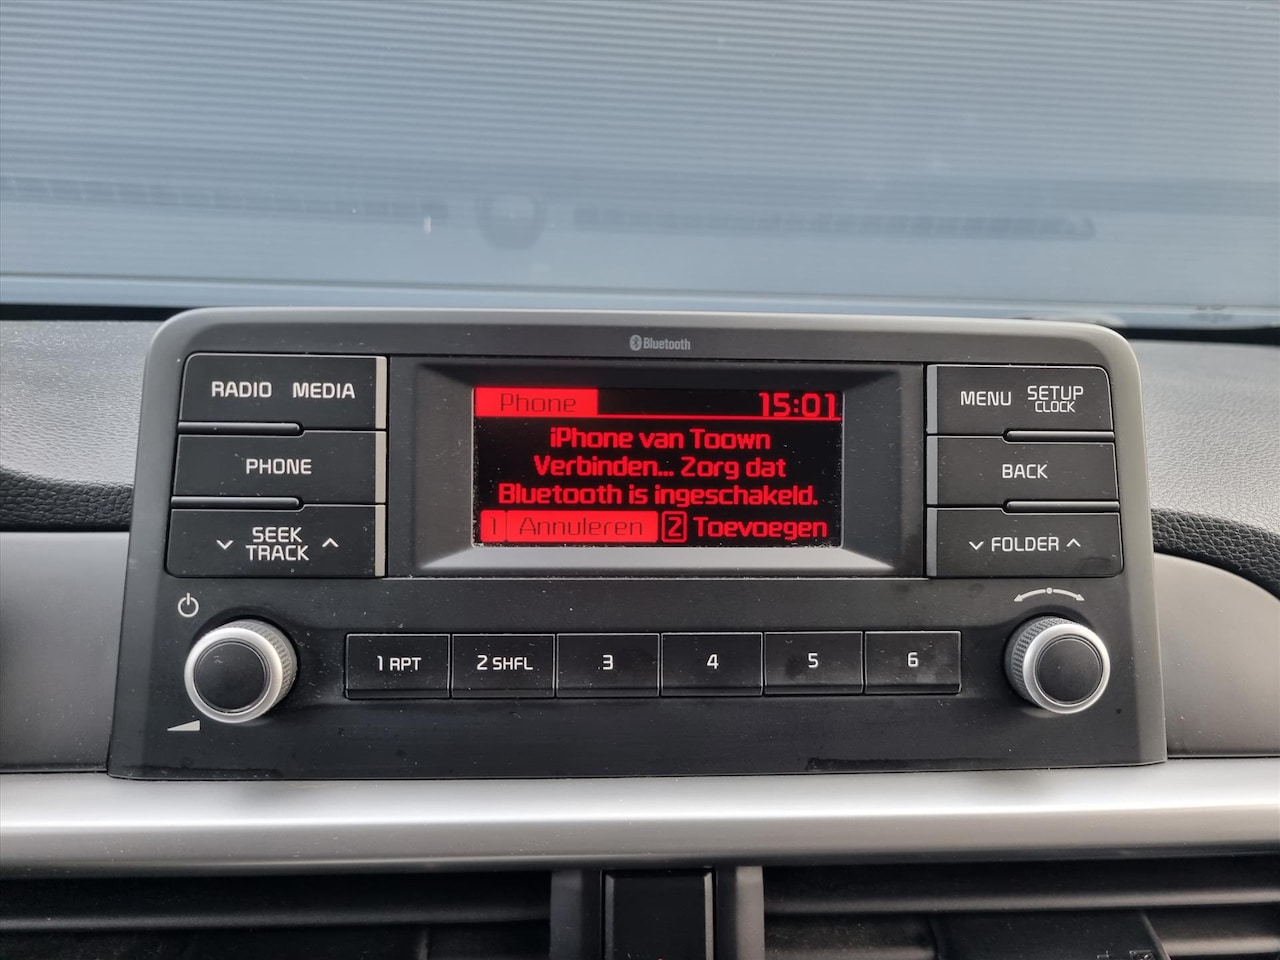 Bluetooth
RADIO MEDIA
PHONE
SEEK
TRACK
Phone 15:01
iPhone van Toown
Verbinden... Zorg dat
Bluetooth is ingeschakeld.
1 Annuleren 2 Toevoegen
MENU SETUP
CLOCK
BACK
FOLDER
1 RPT 2 SHFL 3 4 5 6